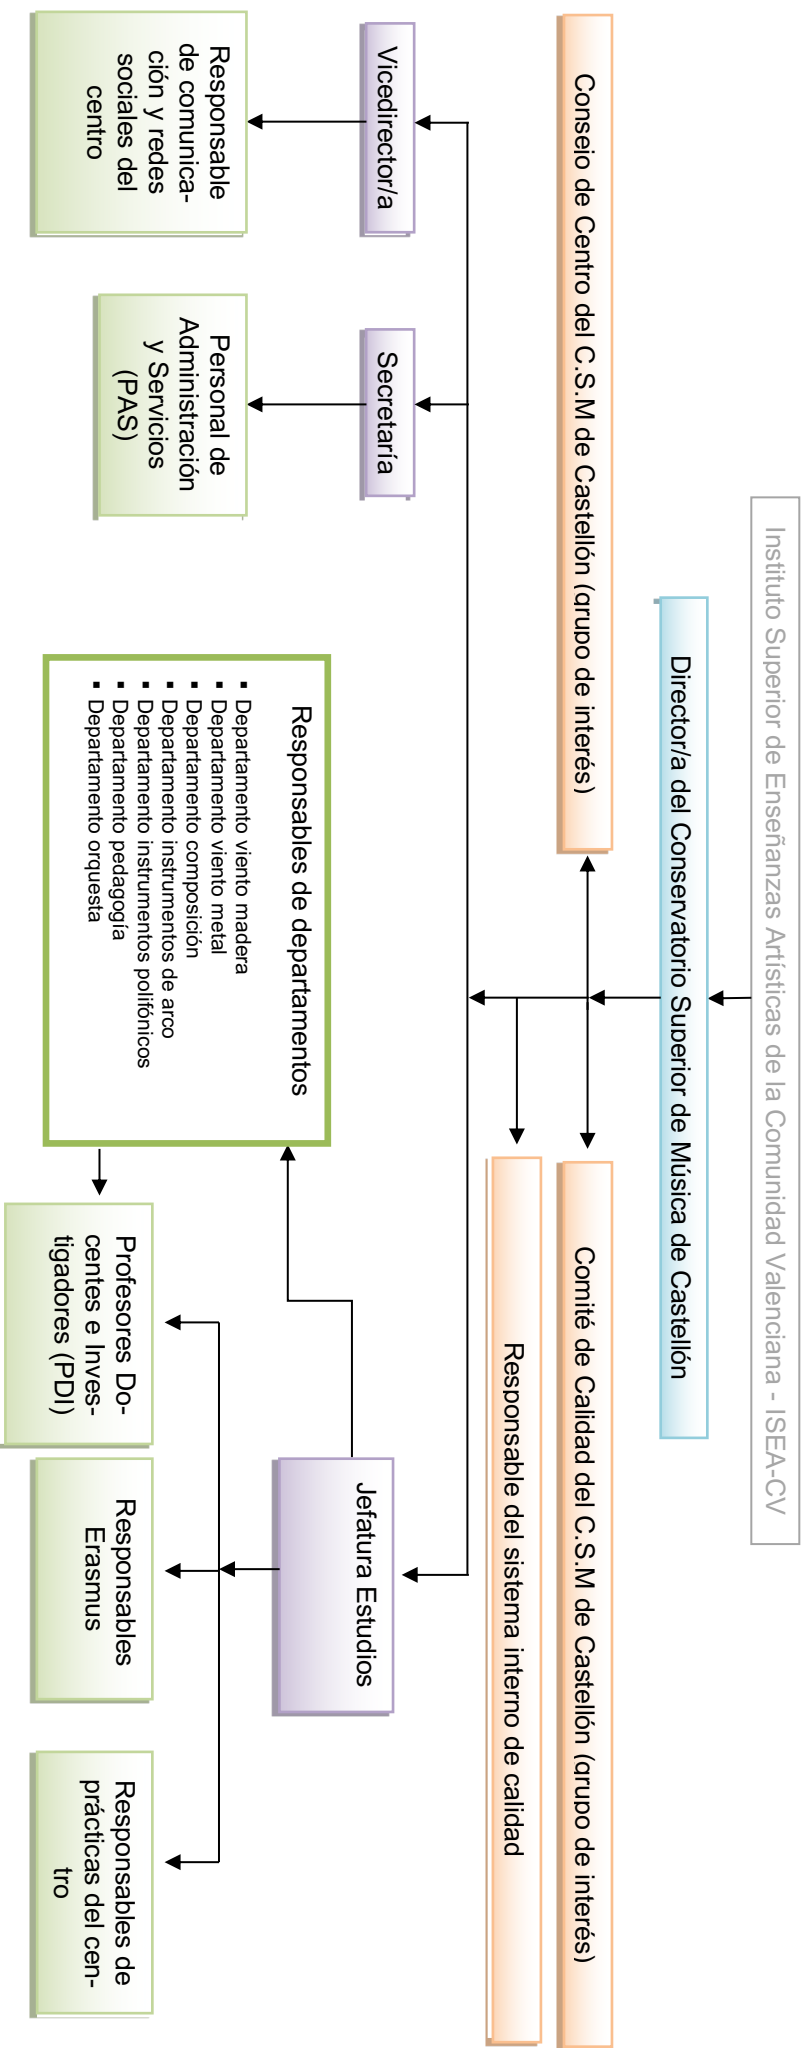 Instituto Superior de Enseñanzas Artísticas de la Comunidad Valenciana - ISEA-CV
Director/a del Conservatorio Superior de Música de Castellón
Consejo de Centro del C.S.M de Castellón (grupo de interés)
Comité de Calidad del C.S.M de Castellón (grupo de interés)
Responsable del sistema interno de calidad
Vicedirector/a
Secretaría
Jefatura Estudios
Responsable
de comunica-
ción y redes
sociales del
centro
Personal de
Administración
y Servicios
(PAS)
Responsables de departamentos
▪ Departamento viento madera
▪ Departamento viento metal
▪ Departamento composición
▪ Departamento instrumentos de arco
▪ Departamento instrumentos polifónicos
▪ Departamento pedagogía
▪ Departamento orquesta
Profesores Do-
centes e Inves-
tigadores (PDI)
Responsables
Erasmus
Responsables de
prácticas del cen-
tro